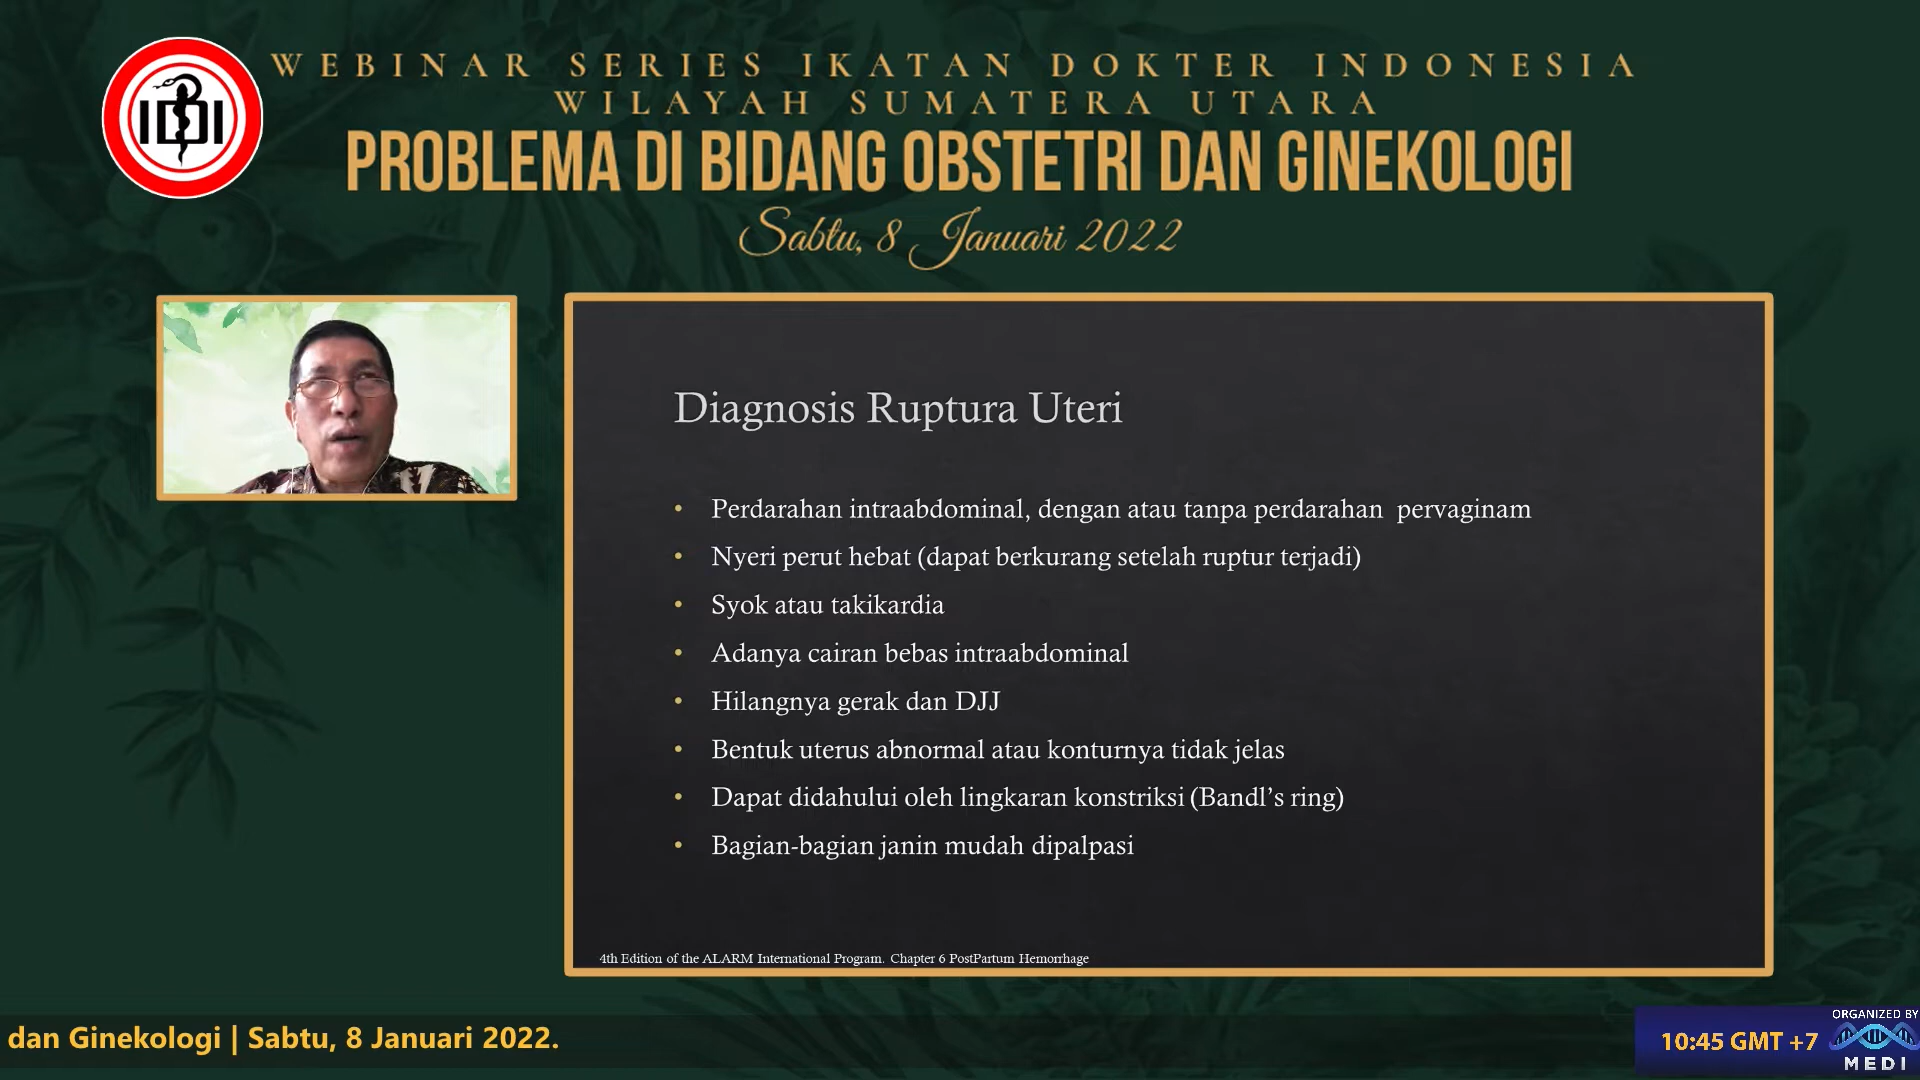 IDI
WEBINAR SERIES IKATAN DOKTER INDONESIA
WILAYAH SUMATERA UTARA
PROBLEMA DI BIDANG OBSTETRI DAN GINEKOLOGI
Sabtu, 8 Januari 2022
Diagnosis Ruptura Uteri
• Perdarahan intraabdominal, dengan atau tanpa perdarahan pervaginam
• Nyeri perut hebat (dapat berkurang setelah ruptur terjadi)
• Syok atau takikardia
• Adanya cairan bebas intraabdominal
• Hilangnya gerak dan DJJ
• Bentuk uterus abnormal atau konturnya tidak jelas
• Dapat didahului oleh lingkaran konstriksi (Bandl’s ring)
• Bagian-bagian janin mudah dipalpasi
4th Edition of the ALARM International Program. Chapter 6 PostPartum Hemorrhage
dan Ginekologi | Sabtu, 8 Januari 2022.
10:45 GMT +7
ORGANIZED BY
MEDI